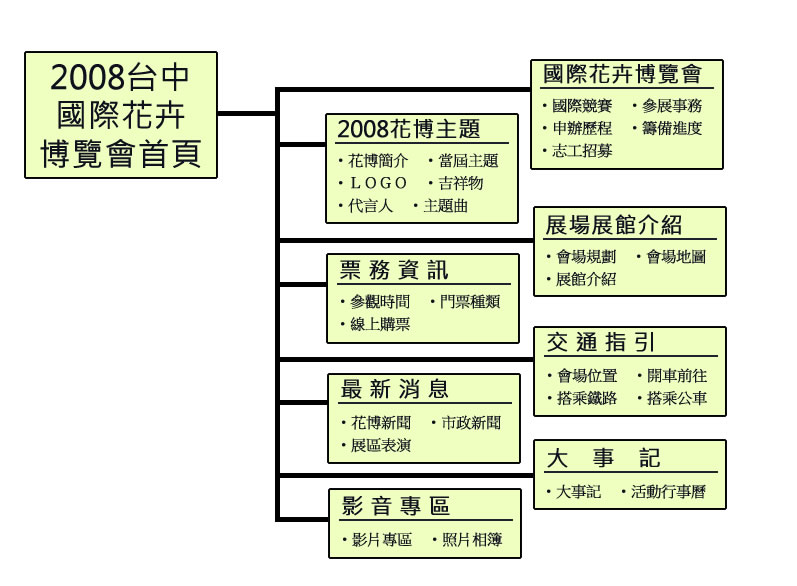 2008台中
國際花卉
博覽會首頁
國際花卉博覽會
・國際競賽 ・參展事務
・申辦歷程 ・籌備進度
・志工招募
2008花博主題
・花博簡介 ・當屆主題
・ＬＯＧＯ ・吉祥物
・代言人 ・主題曲
展場展館介紹
・會場規劃 ・會場地圖
・展館介紹
票務資訊
・參觀時間 ・門票種類
・線上購票
交通指引
・會場位置 ・開車前往
・搭乘鐵路 ・搭乘公車
最新消息
・花博新聞 ・市政新聞
・展區表演
大事記
・大事記 ・活動行事曆
影音專區
・影片專區 ・照片相簿